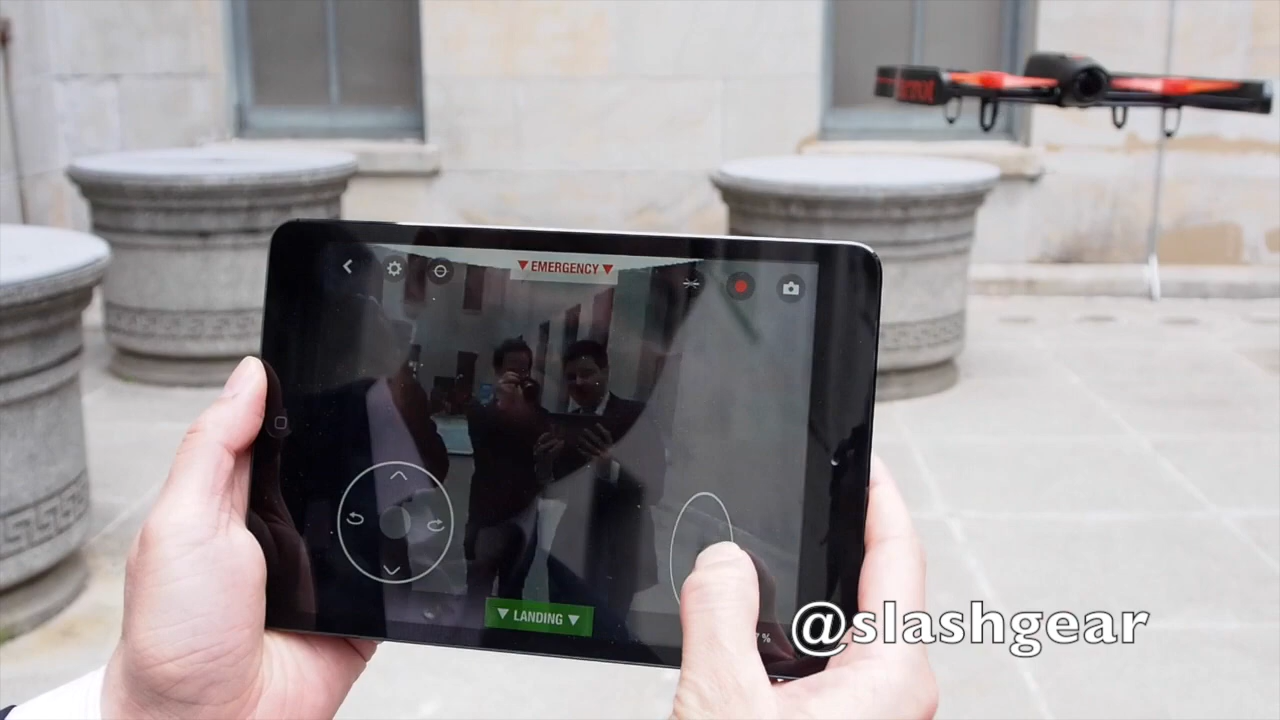 ▼ EMERGENCY ▼
▼ LANDING ▼
%
@slashgear